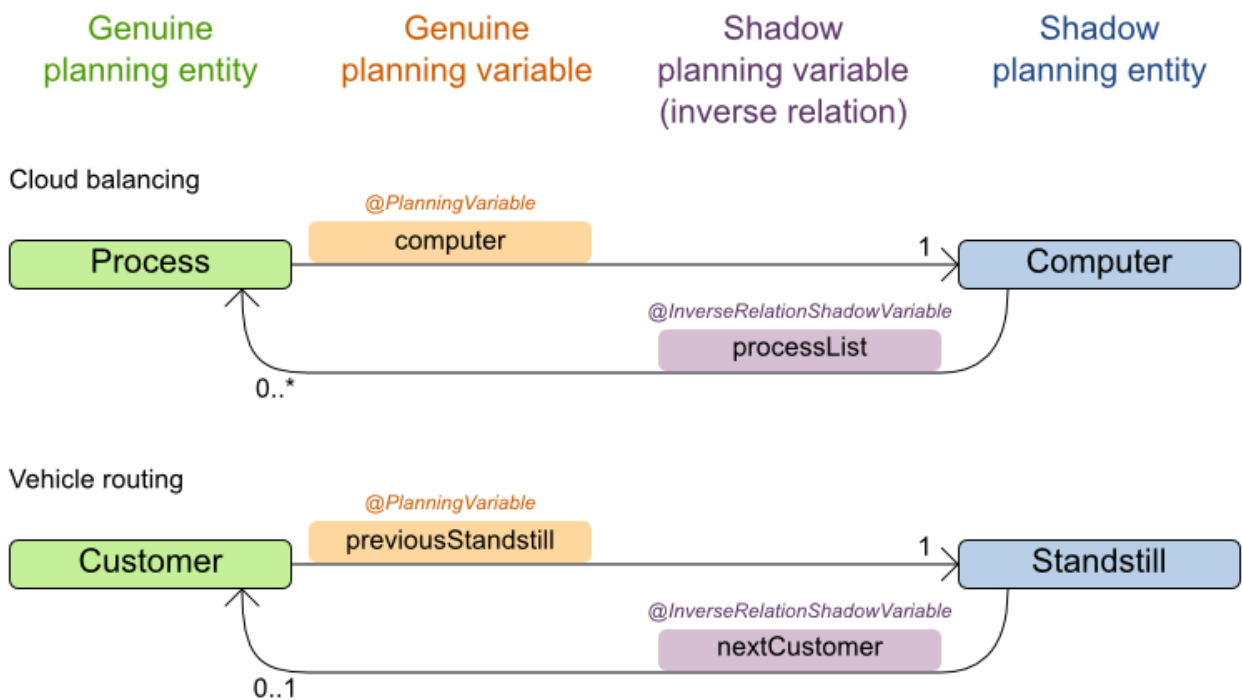 Genuine
planning entity
Genuine
planning variable
Shadow
planning variable
(inverse relation)
Shadow
planning entity
Cloud balancing
@PlanningVariable
computer
Process
1
Computer
@InverseRelationShadowVariable
processList
0..*
Vehicle routing
@PlanningVariable
previousStandstill
Customer
1
Standstill
@InverseRelationShadowVariable
nextCustomer
0..1